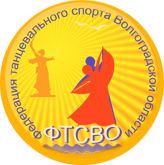 Федерация танцевального спорта Волгоградской области
ФТСВО